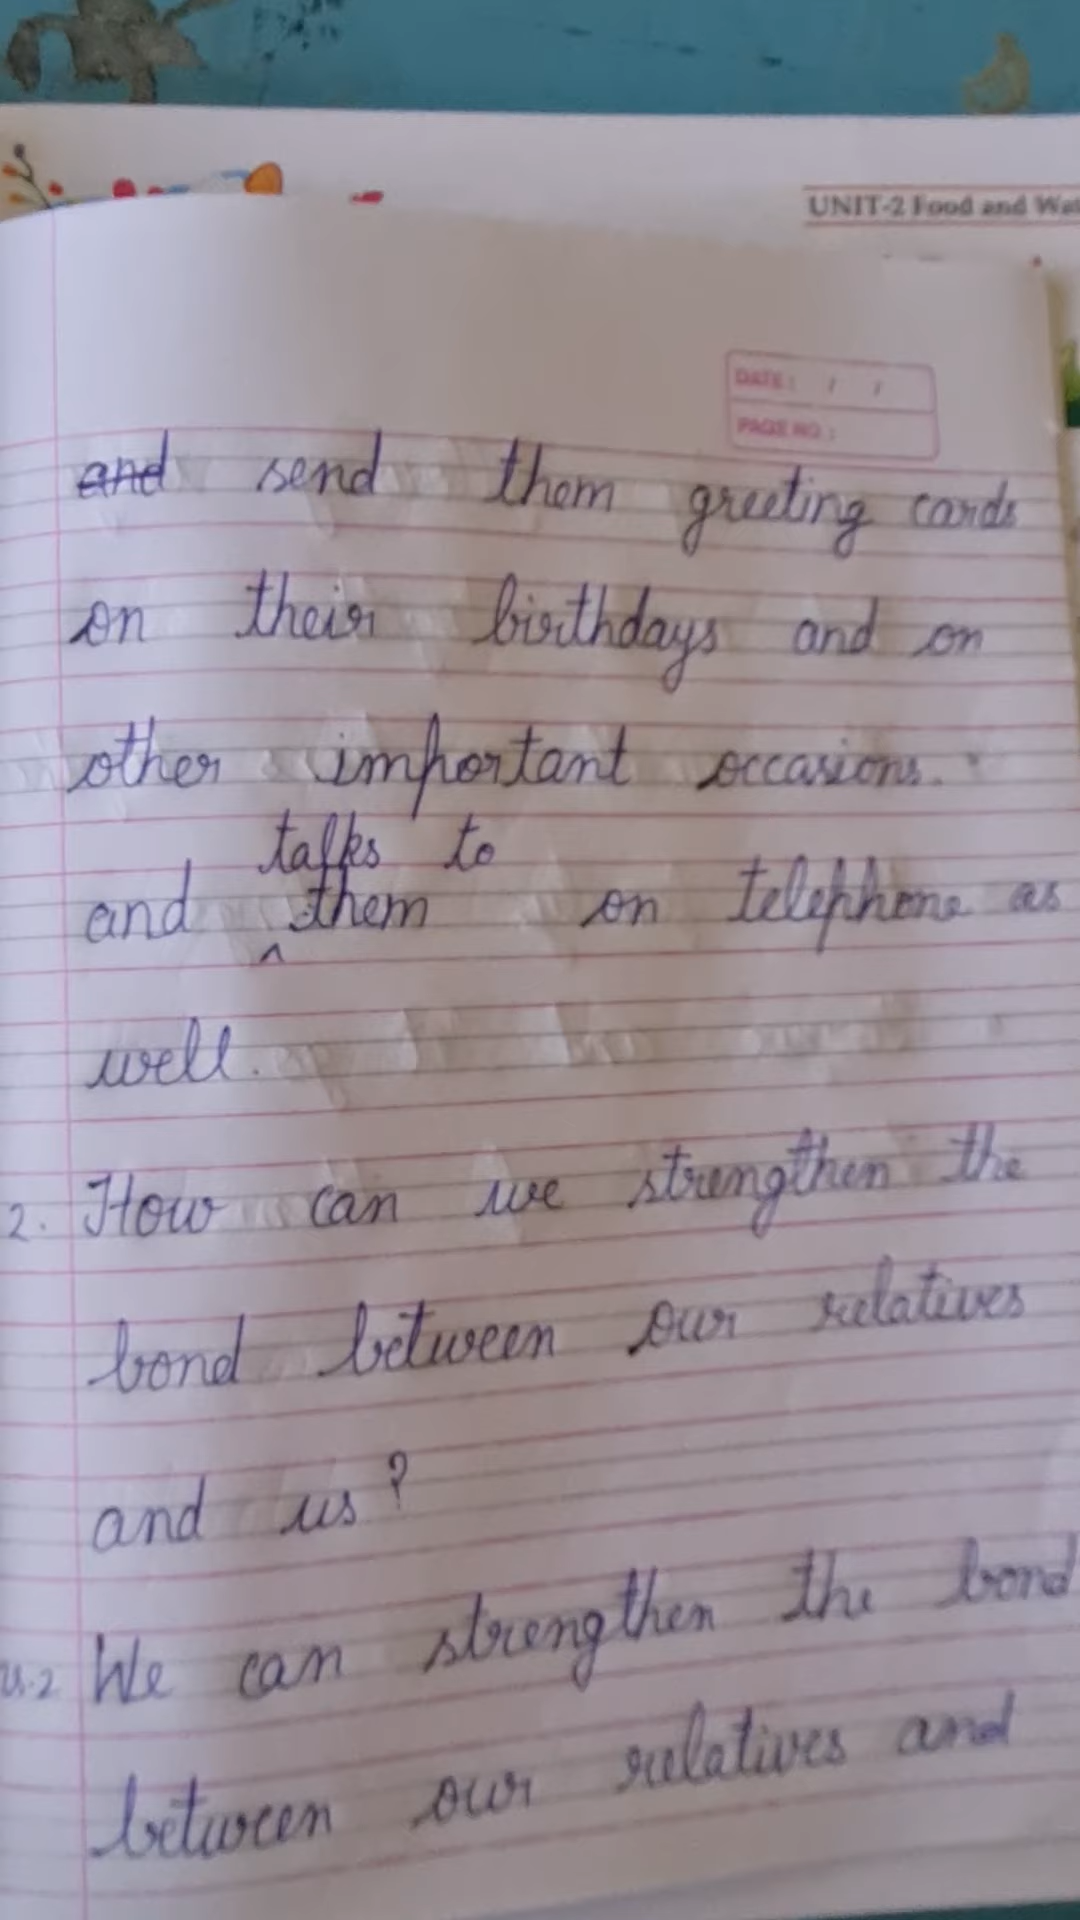 UNIT-2 Food and Wat
DATE: / /
PAGE NO.:
and send them greeting cards
on their birthdays and on
other important occasions.
talks to
and ^ them on telephone as
well.
2. How can we strengthen the
bond between our relatives
and us?
2 We can strengthen the bond
between our relatives and